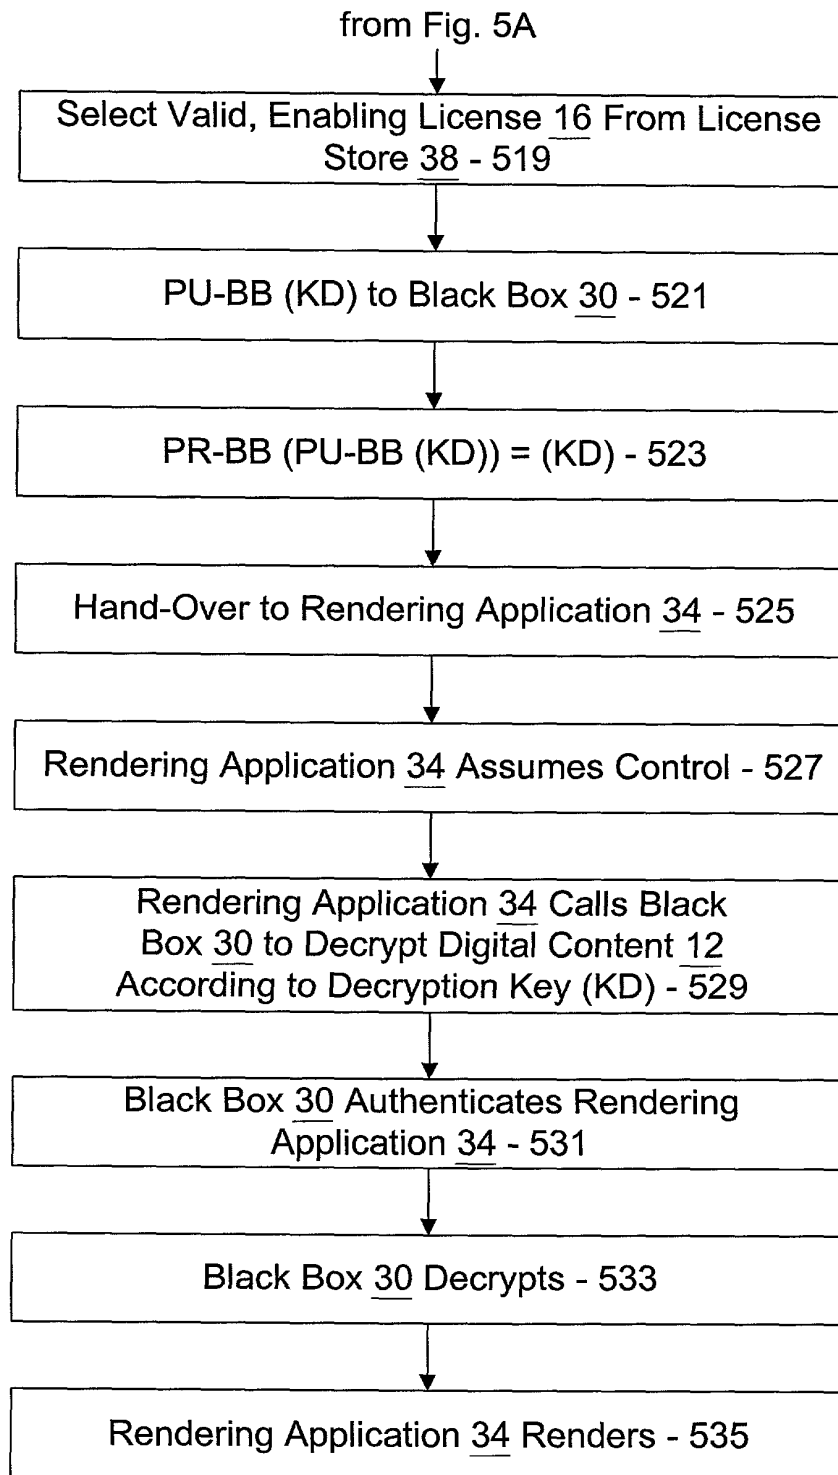 from Fig. 5A
Select Valid, Enabling License 16 From License
Store 38 - 519
PU-BB (KD) to Black Box 30 - 521
PR-BB (PU-BB (KD)) = (KD) - 523
Hand-Over to Rendering Application 34 - 525
Rendering Application 34 Assumes Control - 527
Rendering Application 34 Calls Black
Box 30 to Decrypt Digital Content 12
According to Decryption Key (KD) - 529
Black Box 30 Authenticates Rendering
Application 34 - 531
Black Box 30 Decrypts - 533
Rendering Application 34 Renders - 535